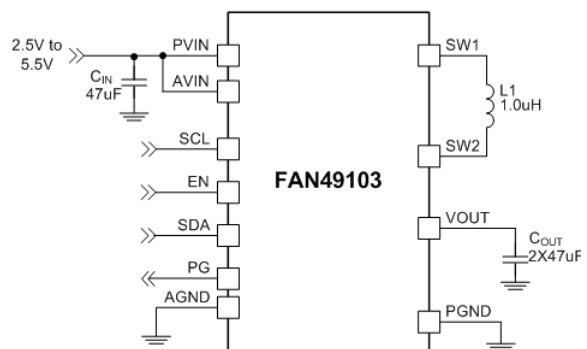 2.5V to
5.5V
PVIN
CIN
47uF
AVIN
SCL
EN
SDA
PG
AGND
FAN49103
SW1
L1
1.0uH
SW2
VOUT
COUT
2X47uF
PGND